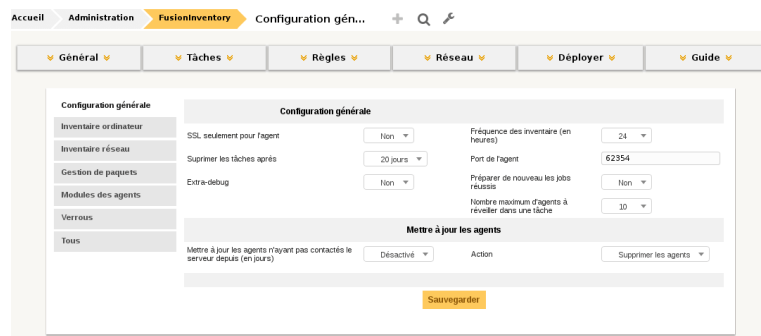 Accueil Administration FusionInventory Configuration gén...
Général Tâches Règles Réseau Déployer Guide
Configuration générale
Inventaire ordinateur
Inventaire réseau
Gestion de paquets
Modules des agents
Verrous
Tous
Configuration générale
SSL seulement pour l'agent Non
Fréquence des inventaire (en heures) 24
Suprimer les tâches après 20 jours
Port de l'agent 62354
Extra-debug Non
Préparer de nouveau les jobs réussis Non
Nombre maximum d'agents à réveiller dans une tâche 10
Mettre à jour les agents
Mettre à jour les agents n'ayant pas contactés le serveur depuis (en jours) Désactivé
Action Supprimer les agents
Sauvegarder